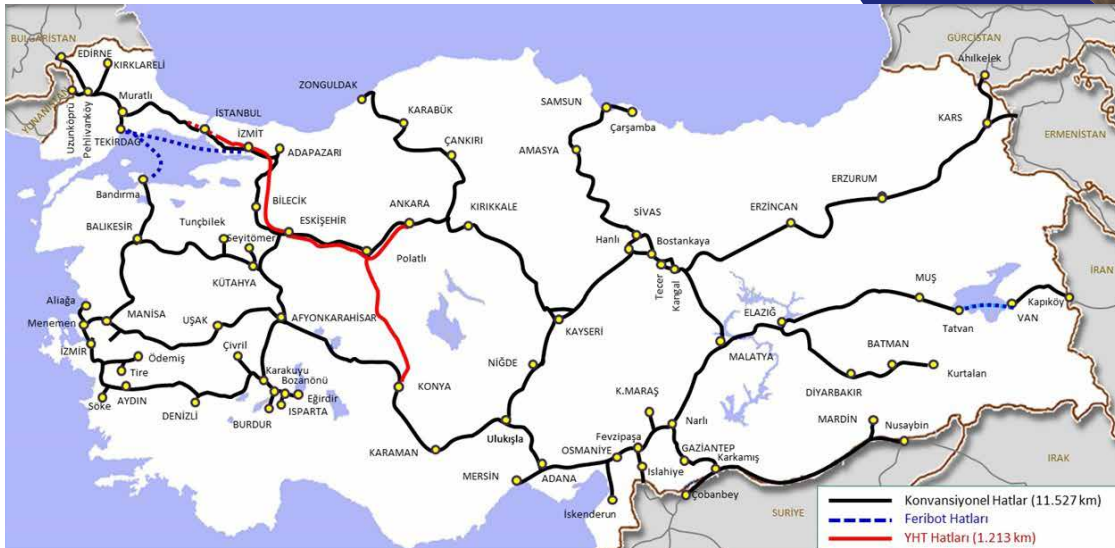 BULGARİSTAN
EDİRNE
KIRKLARELİ
YUNANİSTAN
Uzunköprü
Pehlivanköy
Muratlı
TEKİRDAĞ
İSTANBUL
İZMİT
ADAPAZARI
ZONGULDAK
KARABÜK
ÇANKIRI
SAMSUN
Çarşamba
AMASYA
GÜRCİSTAN
Ahılkelek
KARS
ERMENİSTAN
ERZURUM
ERZİNCAN
Bandırma
BİLECİK
ESKİŞEHİR
ANKARA
KIRIKKALE
SİVAS
Hanlı
Bostankaya
Tecer
Kangal
BALIKESİR
Tunçbilek
Seyitömer
KÜTAHYA
Polatlı
İRAN
MUŞ
Kapıköy
VAN
Tatvan
ELAZIĞ
Aliağa
Menemen
MANİSA
İZMİR
UŞAK
AFYONKARAHİSAR
KAYSERİ
MALATYA
BATMAN
Kurtalan
DİYARBAKIR
Ödemiş
Tire
Çivril
Karakuyu
Bozanönü
Eğirdir
ISPARTA
BURDUR
Söke
AYDIN
DENİZLİ
KONYA
NİĞDE
K.MARAŞ
Narlı
MARDİN
Nusaybin
KARAMAN
Ulukışla
OSMANİYE
Fevzipaşa
GAZİANTEP
Karkamış
Islahiye
MERSİN
ADANA
İskenderun
Çobanbey
SURİYE
IRAK
Konvansiyonel Hatlar (11.527 km)
Feribot Hatları
YHT Hatları (1.213 km)